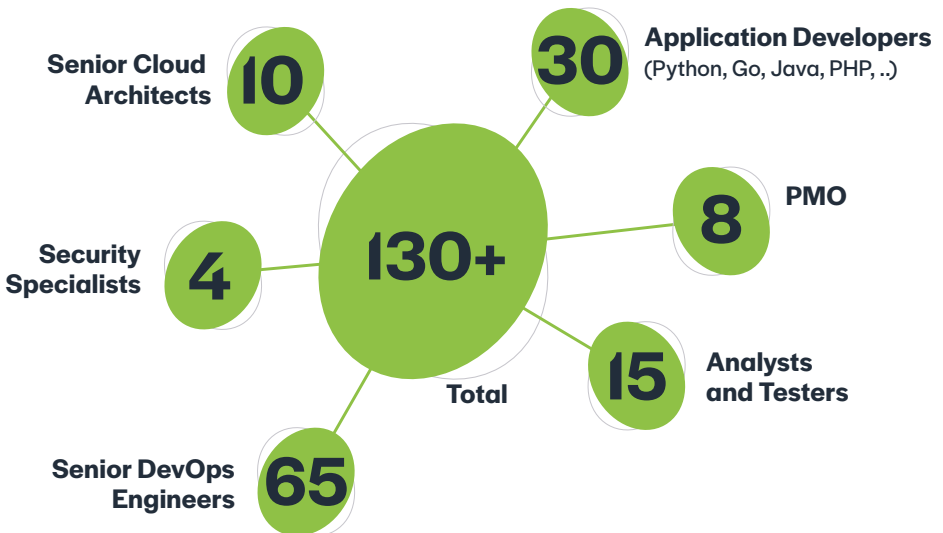 Senior Cloud
Architects
10
30
Application Developers
(Python, Go, Java, PHP, ..)
8
PMO
Security
Specialists
4
130+
Total
15
Analysts
and Testers
Senior DevOps
Engineers
65